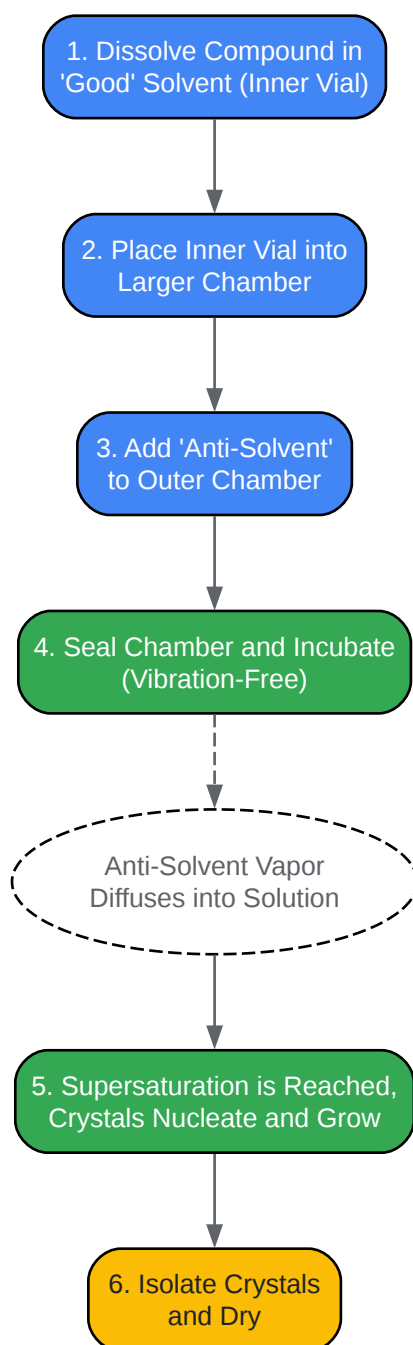 1. Dissolve Compound in
'Good' Solvent (Inner Vial)
2. Place Inner Vial into
Larger Chamber
3. Add 'Anti-Solvent'
to Outer Chamber
4. Seal Chamber and Incubate
(Vibration-Free)
Anti-Solvent Vapor
Diffuses into Solution
5. Supersaturation is Reached,
Crystals Nucleate and Grow
6. Isolate Crystals
and Dry